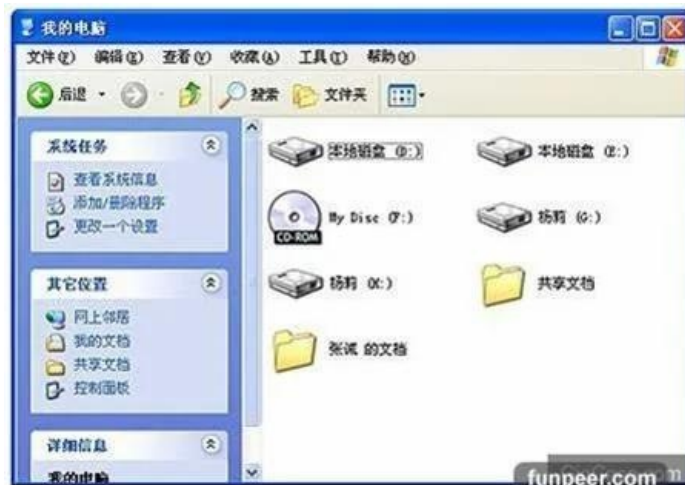 我的电脑
文件(F) 编辑(E) 查看(V) 收藏(A) 工具(T) 帮助(H)
后退 搜索 文件夹
系统任务
查看系统信息
添加/删除程序
更改一个设置
其它位置
网上邻居
我的文档
共享文档
控制面板
详细信息
我的电脑
本地磁盘 (D:) 本地磁盘 (E:)
CD-ROM
My Disc (F:) 杨莉 (G:)
共享文档
张诚 的文档
funpeer.com